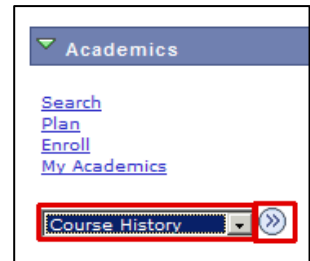 Academics
Search
Plan
Enroll
My Academics
Course History